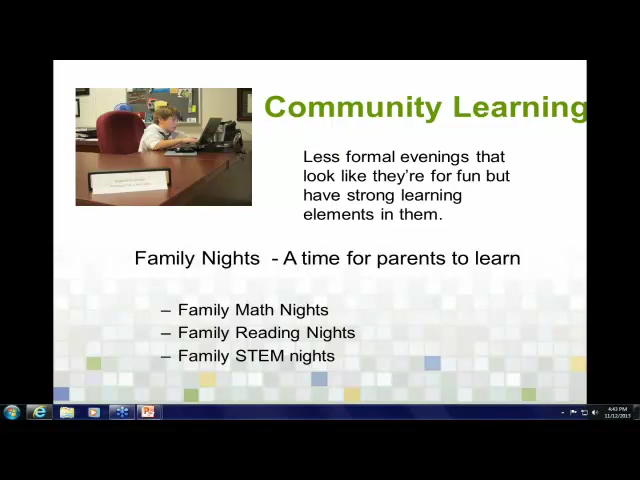 Community Learning
Less formal evenings that
look like they're for fun but
have strong learning
elements in them.
Family Nights - A time for parents to learn
– Family Math Nights
– Family Reading Nights
– Family STEM nights
4:43 PM
11/12/2013